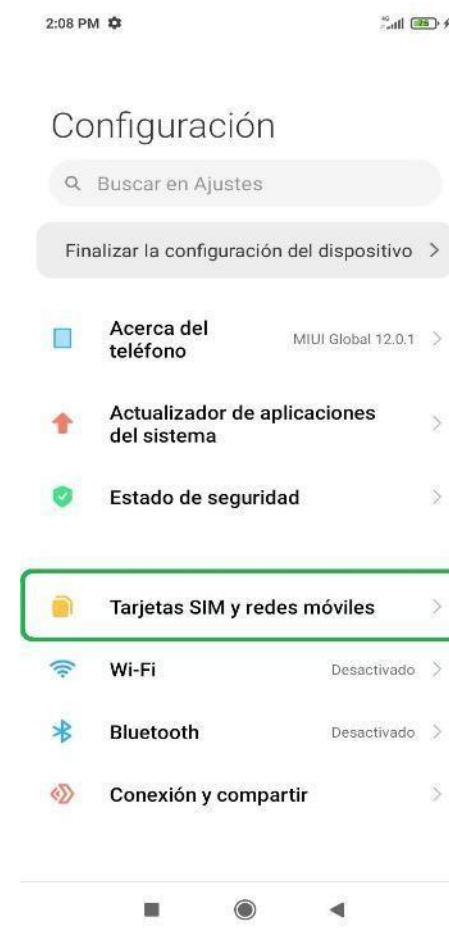 2:08 PM
4G 75
Configuración
Buscar en Ajustes
Finalizar la configuración del dispositivo
Acerca del
teléfono
MIUI Global 12.0.1
Actualizador de aplicaciones
del sistema
Estado de seguridad
Tarjetas SIM y redes móviles
Wi-Fi
Desactivado
Bluetooth
Desactivado
Conexión y compartir